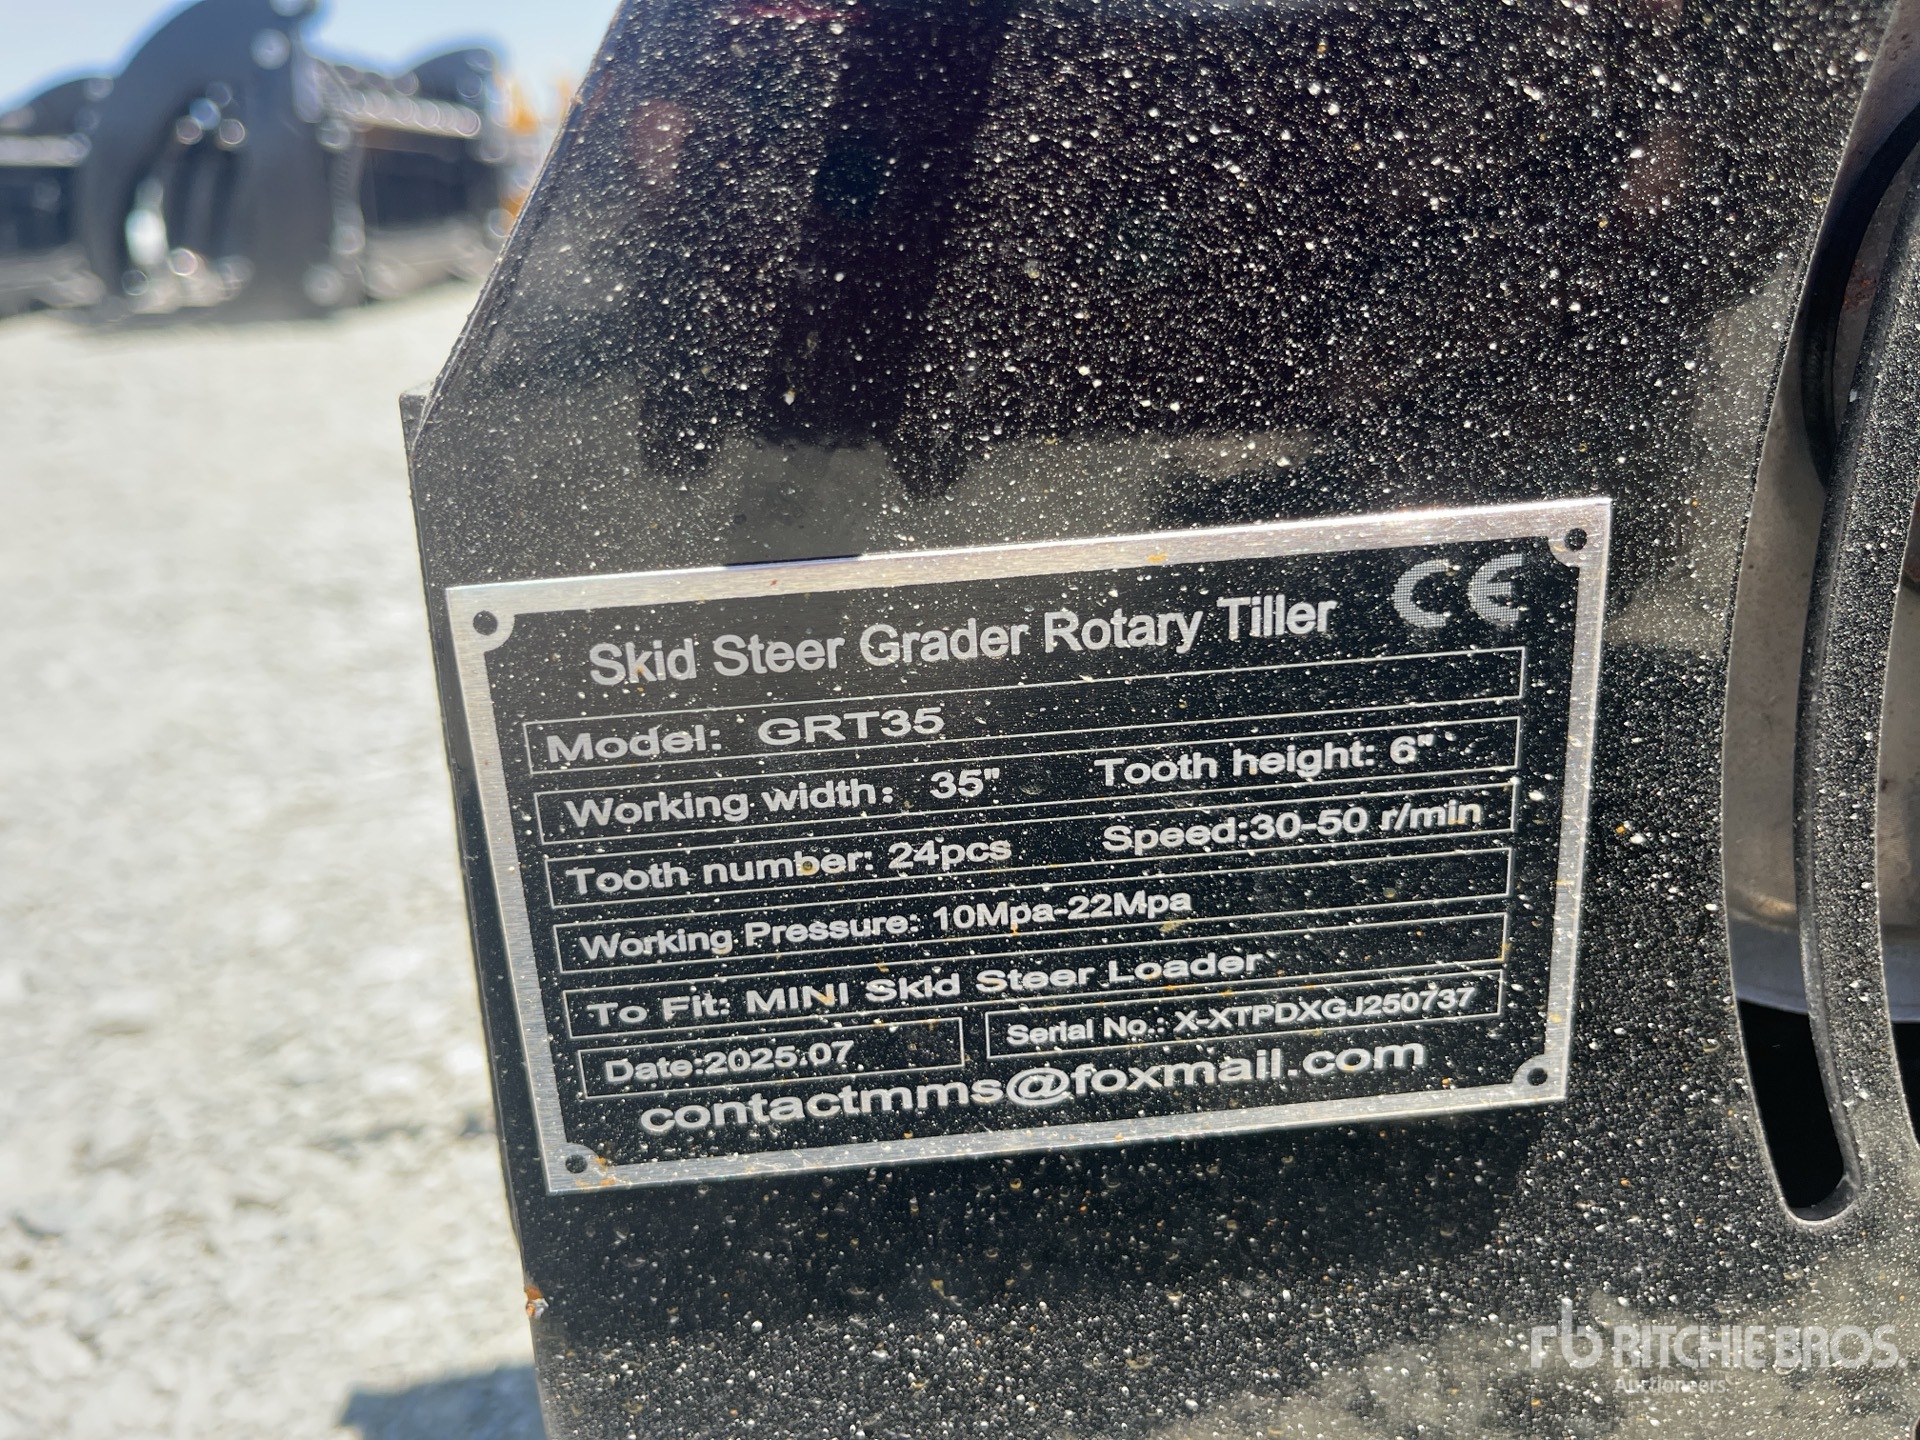 Skid Steer Grader Rotary Tiller CE
Model: GRT35
Working width: 35" Tooth height: 6"
Tooth number: 24pcs Speed:30-50 r/min
Working Pressure: 10Mpa-22Mpa
To Fit: MINI Skid Steer Loader
Date:2025.07 Serial No.: X-XTPDXGJ250737
contactmms@foxmail.com
rb RITCHIE BROS.
Auctioneers